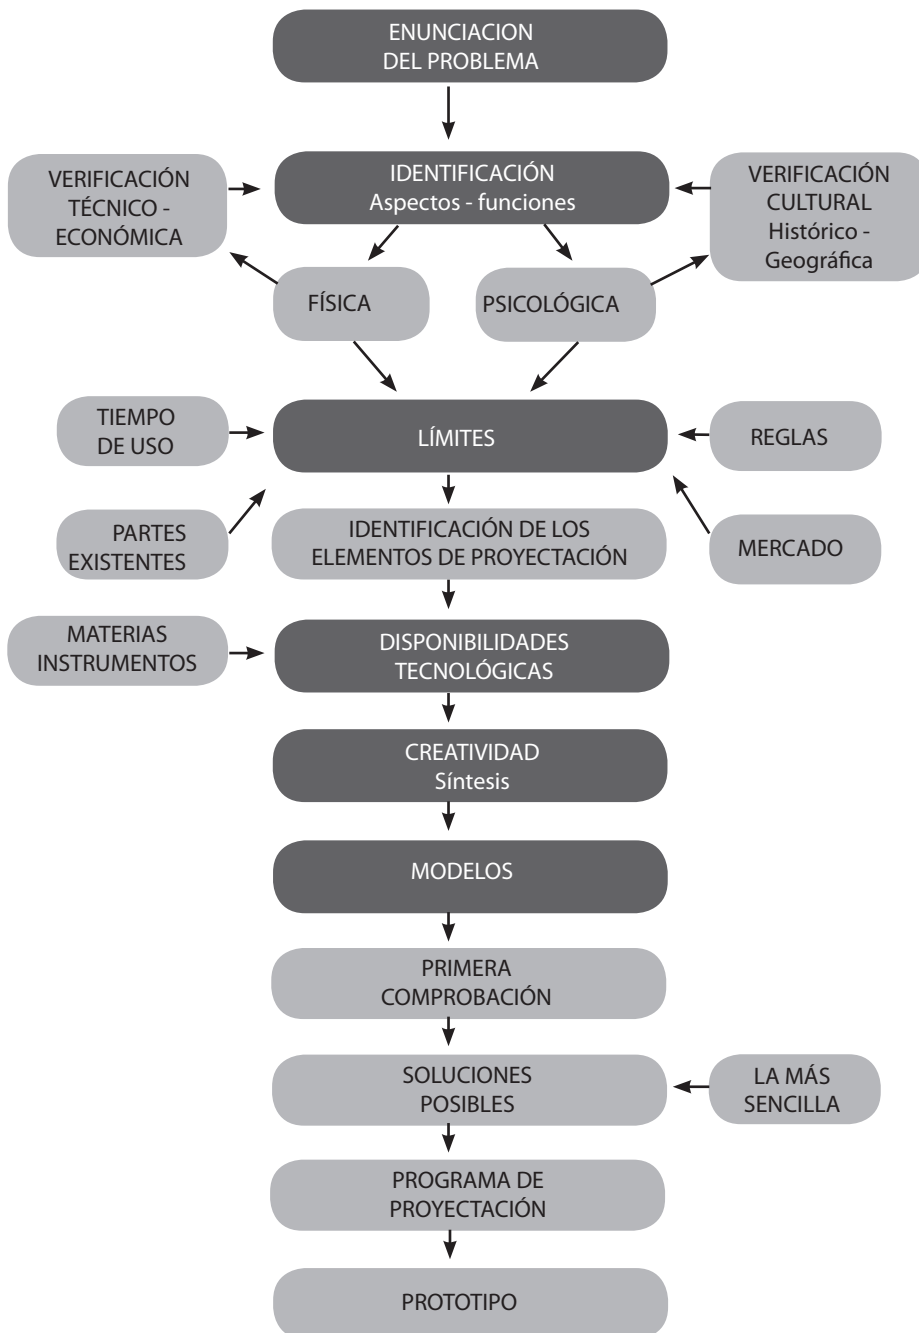 ENUNCIACION
DEL PROBLEMA
VERIFICACIÓN
TÉCNICO -
ECONÓMICA
IDENTIFICACIÓN
Aspectos - funciones
VERIFICACIÓN
CULTURAL
Histórico -
Geográfica
FÍSICA
PSICOLÓGICA
TIEMPO
DE USO
LÍMITES
REGLAS
PARTES
EXISTENTES
IDENTIFICACIÓN DE LOS
ELEMENTOS DE PROYECTACIÓN
MERCADO
MATERIAS
INSTRUMENTOS
DISPONIBILIDADES
TECNOLÓGICAS
CREATIVIDAD
Síntesis
MODELOS
PRIMERA
COMPROBACIÓN
SOLUCIONES
POSIBLES
LA MÁS
SENCILLA
PROGRAMA DE
PROYECTACIÓN
PROTOTIPO